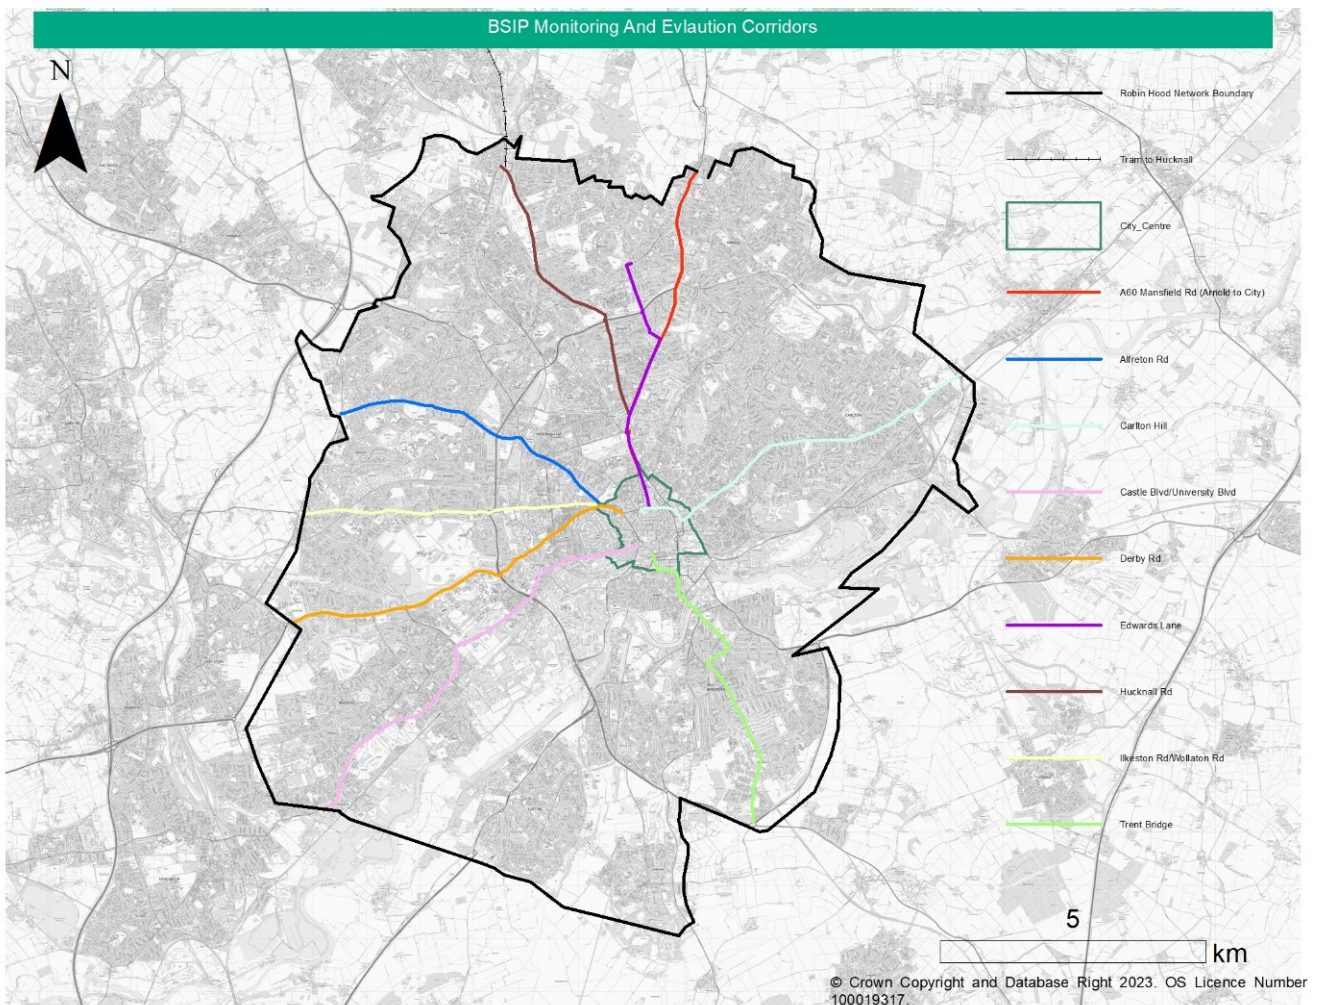 BSIP Monitoring And Evlaution Corridors
N
Robin Hood Network Boundary
Tram to Hucknall
City_Centre
A60 Mansfield Rd (Arnold to City)
Alfreton Rd
Carlton Hill
Castle Blvd/University Blvd
Derby Rd
Edwards Lane
Hucknall Rd
Ilkeston Rd/Wollaton Rd
Trent Bridge
5
km
© Crown Copyright and Database Right 2023. OS Licence Number
100019317.